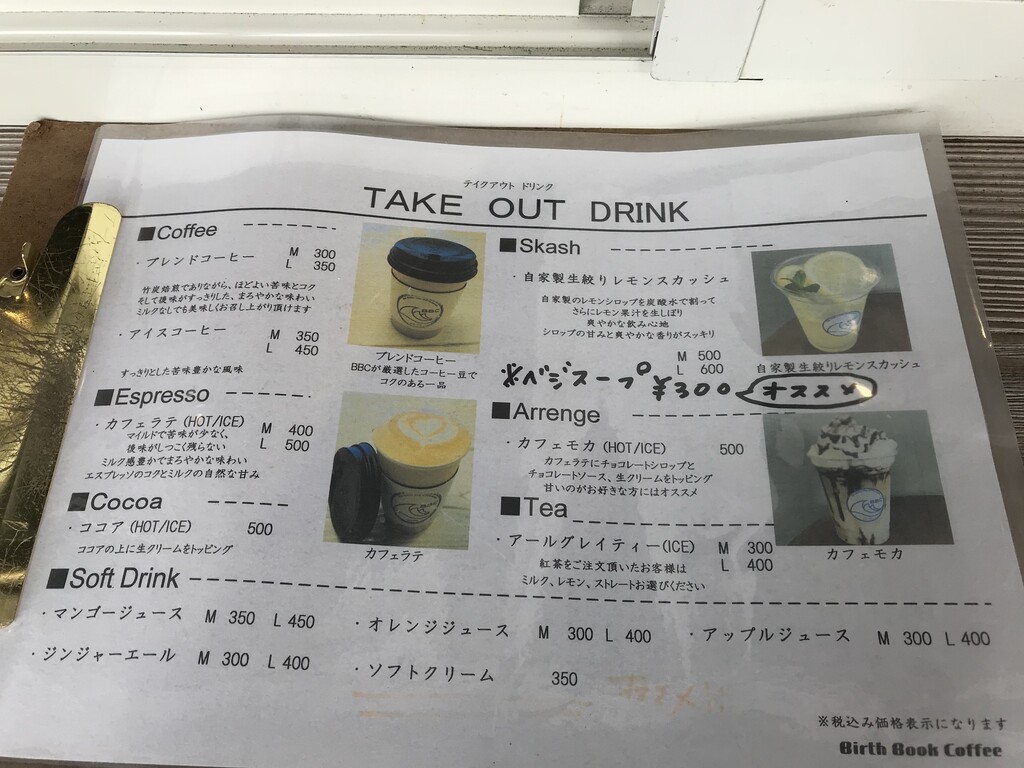 テイクアウト ドリンク
TAKE OUT DRINK
■Coffee
・ブレンドコーヒー M 300
L 350
竹炭焙煎でありながら、ほどよい苦味とコク
そして後味がすっきりした、まろやかな味わい
ミルクなしでも美味しくお召し上がり頂けます
・アイスコーヒー M 350
L 450
すっきりとした苦味豊かな風味
ブレンドコーヒー
BBCが厳選したコーヒー豆で
コクのある一品
■Espresso
・カフェラテ(HOT/ICE) M 400
L 500
マイルドで苦味が少なく、
後味がしつこく残らない
ミルク感豊かでまろやかな味わい
エスプレッソのコクとミルクの自然な甘み
カフェラテ
■Cocoa
・ココア(HOT/ICE) 500
ココアの上に生クリームをトッピング
■Skash
・自家製生絞りレモンスカッシュ
自家製のレモンシロップを炭酸水で割って
さらにレモン果汁を生しぼり
爽やかな飲み心地
シロップの甘みと爽やかな香りがスッキリ
M 500
L 600
自家製生絞りレモンスカッシュ
※ベジスープ ¥300 オススメ
■Arrenge
・カフェモカ(HOT/ICE) 500
カフェラテにチョコレートシロップと
チョコレートソース、生クリームをトッピング
甘いのがお好きな方にはオススメ
カフェモカ
■Tea
・アールグレイティー(ICE) M 300
L 400
紅茶をご注文頂いたお客様は
ミルク、レモン、ストレートお選びください
■Soft Drink
・マンゴージュース M 350 L 450
・オレンジジュース M 300 L 400
・アップルジュース M 300 L 400
・ジンジャーエール M 300 L 400
・ソフトクリーム 350
※税込み価格表示になります
Birth Book Coffee